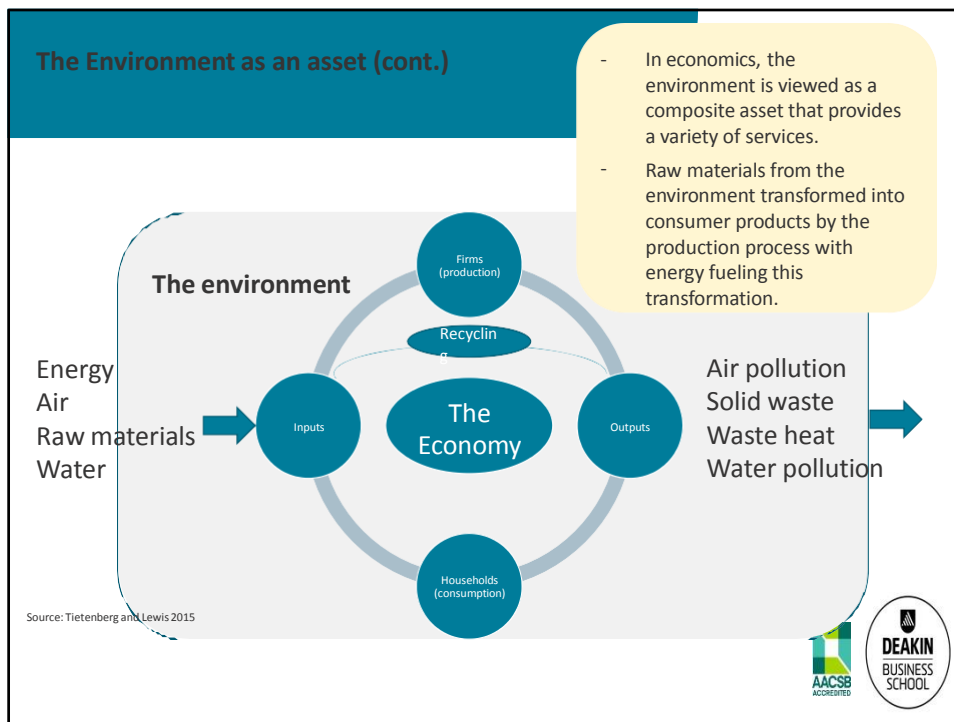 The Environment as an asset (cont.)
- In economics, the
environment is viewed as a
composite asset that provides
a variety of services.
- Raw materials from the
environment transformed into
consumer products by the
production process with
energy fueling this
transformation.
The environment
Firms
(production)
Recyclin
g
Energy
Air
Raw materials
Water
Inputs
The
Economy
Outputs
Air pollution
Solid waste
Waste heat
Water pollution
Households
(consumption)
Source: Tietenberg and Lewis 2015
AACSB
ACCREDITED
DEAKIN
BUSINESS
SCHOOL